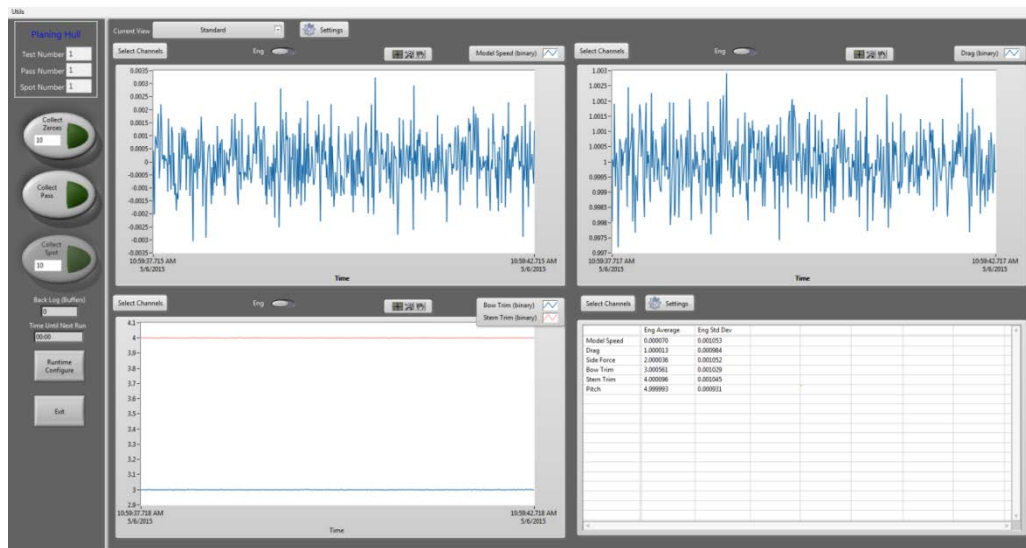 Utils
Planing Hull
Test Number 1
Pass Number 1
Spot Number 1
Collect
Zeroes
10
Collect
Pass
Collect
Spot
10
Back Log (Buffers)
0
Time Until Next Run
00:00
Runtime
Configure
Exit
Current View Standard Settings
Select Channels Eng Model Speed (binary)
0.0035
0.003
0.0025
0.002
0.0015
0.001
0.0005
0
-0.0005
-0.001
-0.0015
-0.002
-0.0025
-0.003
-0.0035
10:59:37.715 AM 10:59:42.715 AM
5/6/2015 5/6/2015
Time
Select Channels Eng Drag (binary)
1.003
1.0025
1.002
1.0015
1.001
1.0005
1
0.9995
0.999
0.9985
0.998
0.9975
0.997
10:59:37.717 AM 10:59:42.717 AM
5/6/2015 5/6/2015
Time
Select Channels Eng Bow Trim (binary)
Stern Trim (binary)
4.1
4
3.9
3.8
3.7
3.6
3.5
3.4
3.3
3.2
3.1
3
2.9
10:59:37.718 AM 10:59:42.718 AM
5/6/2015 5/6/2015
Time
Select Channels Settings
Eng Average Eng Std Dev
Model Speed 0.000070 0.001053
Drag 1.000013 0.000984
Side Force 2.000036 0.001052
Bow Trim 3.000561 0.001029
Stern Trim 4.000096 0.001045
Pitch 4.999993 0.000931